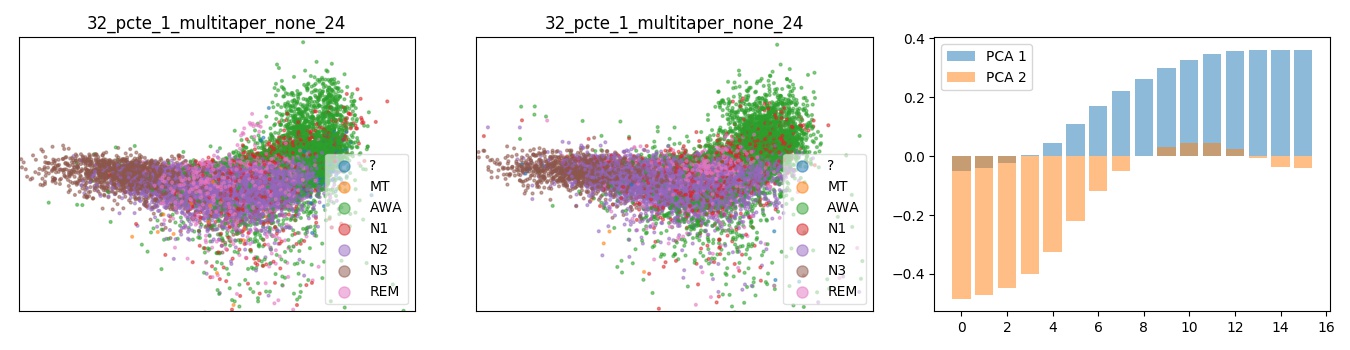 32_pcte_1_multitaper_none_24
?
MT
AWA
N1
N2
N3
REM
32_pcte_1_multitaper_none_24
?
MT
AWA
N1
N2
N3
REM
PCA 1
PCA 2
0.4
0.2
0.0
−0.2
−0.4
0 2 4 6 8 10 12 14 16